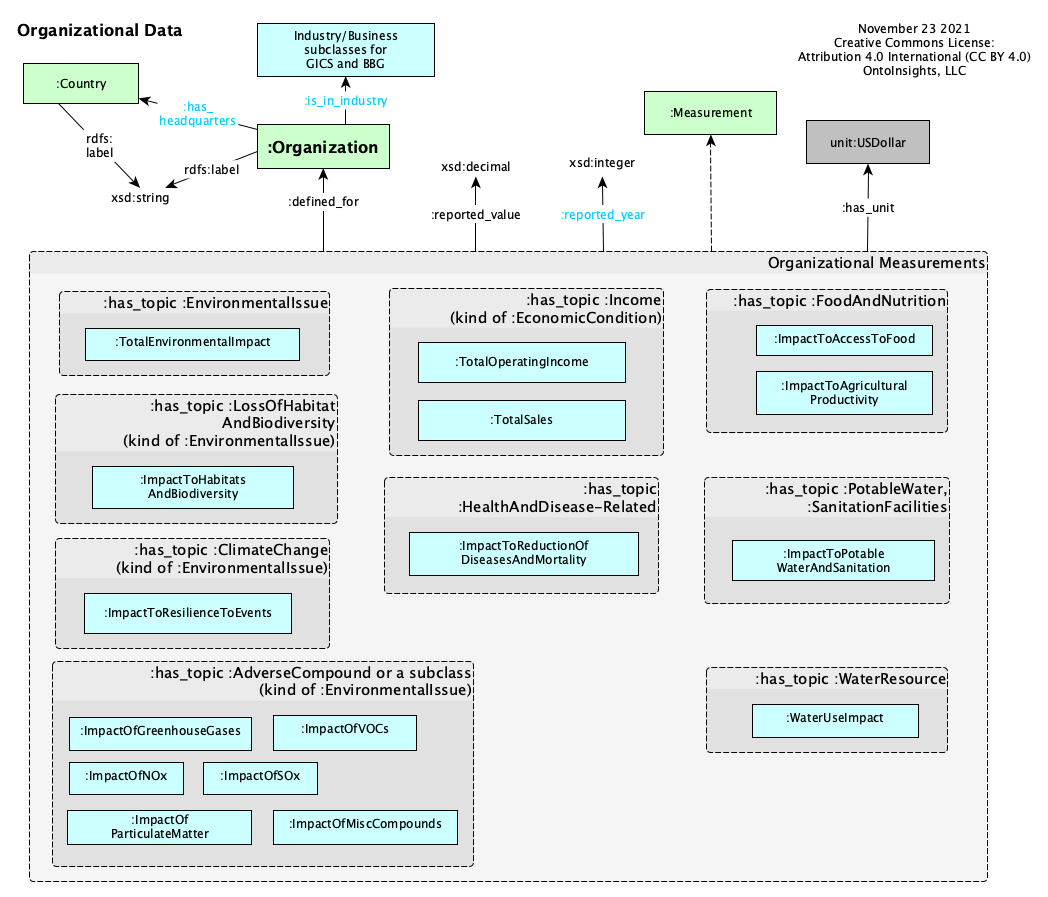 Organizational Data
November 23 2021
Creative Commons License:
Attribution 4.0 International (CC BY 4.0)
OntoInsights, LLC
Industry/Business
subclasses for
GICS and BBG
:Country
:has_
headquarters
:is_in_industry
:Measurement
:Organization
unit:USDollar
rdfs:
label
rdfs:label
xsd:string
xsd:decimal
xsd:integer
:defined_for
:reported_value
:reported_year
:has_unit
Organizational Measurements
:has_topic :EnvironmentalIssue
:TotalEnvironmentalImpact
:has_topic :LossOfHabitat
AndBiodiversity
(kind of :EnvironmentalIssue)
:ImpactToHabitats
AndBiodiversity
:has_topic :ClimateChange
(kind of :EnvironmentalIssue)
:ImpactToResilienceToEvents
:has_topic :AdverseCompound or a subclass
(kind of :EnvironmentalIssue)
:ImpactOfGreenhouseGases
:ImpactOfVOCs
:ImpactOfNOx
:ImpactOfSOx
:ImpactOf
ParticulateMatter
:ImpactOfMiscCompounds
:has_topic :Income
(kind of :EconomicCondition)
:TotalOperatingIncome
:TotalSales
:has_topic
:HealthAndDisease-Related
:ImpactToReductionOf
DiseasesAndMortality
:has_topic :FoodAndNutrition
:ImpactToAccessToFood
:ImpactToAgricultural
Productivity
:has_topic :PotableWater,
:SanitationFacilities
:ImpactToPotable
WaterAndSanitation
:has_topic :WaterResource
:WaterUseImpact